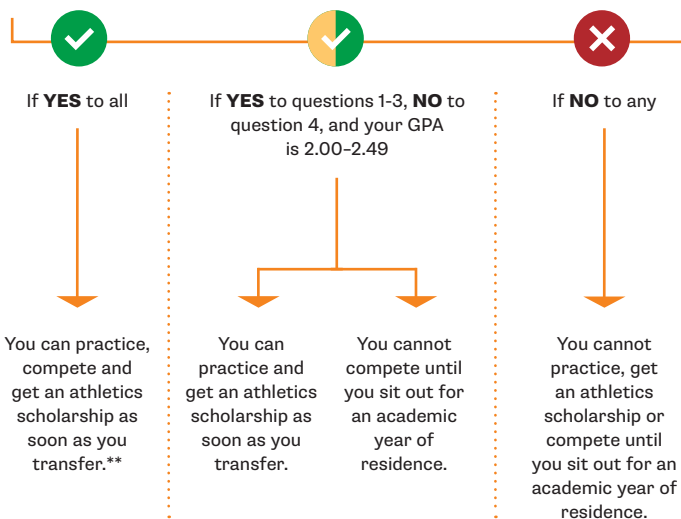 If YES to all
If YES to questions 1-3, NO to
question 4, and your GPA
is 2.00–2.49
If NO to any
You can practice,
compete and
get an athletics
scholarship as
soon as you
transfer.**
You can
practice and
get an athletics
scholarship as
soon as you
transfer.
You cannot
compete until
you sit out for
an academic
year of
residence.
You cannot
practice, get
an athletics
scholarship or
compete until
you sit out for an
academic year of
residence.